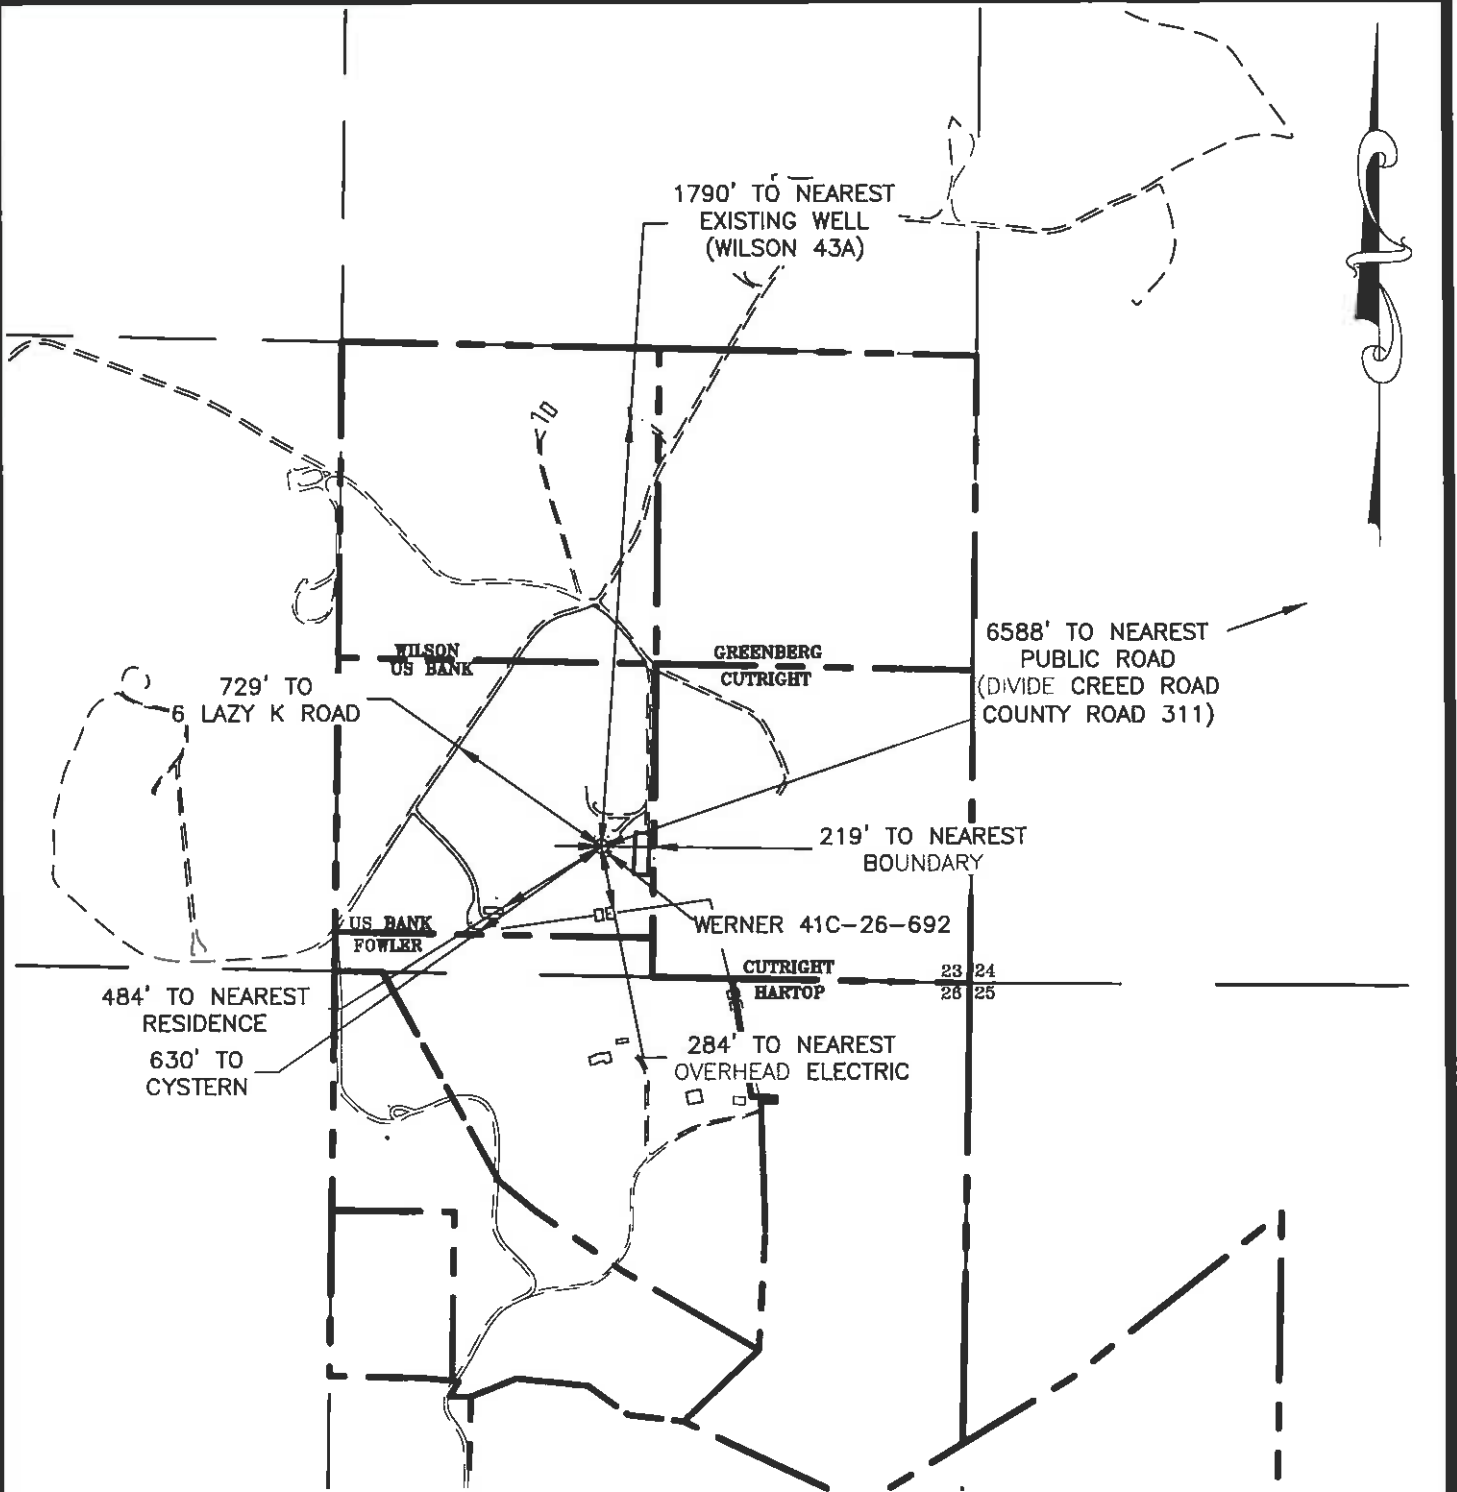 1790' TO NEAREST
EXISTING WELL
(WILSON 43A)
6588' TO NEAREST
PUBLIC ROAD
(DIVIDE CREED ROAD
COUNTY ROAD 311)
WILSON
US BANK
GREENBERG
CUTRIGHT
729' TO
6 LAZY K ROAD
219' TO NEAREST
BOUNDARY
WERNER 41C-26-692
US BANK
FOWLER
CUTRIGHT
HARTOP
23 24
26 25
484' TO NEAREST
RESIDENCE
630' TO
CYSTERN
284' TO NEAREST
OVERHEAD ELECTRIC